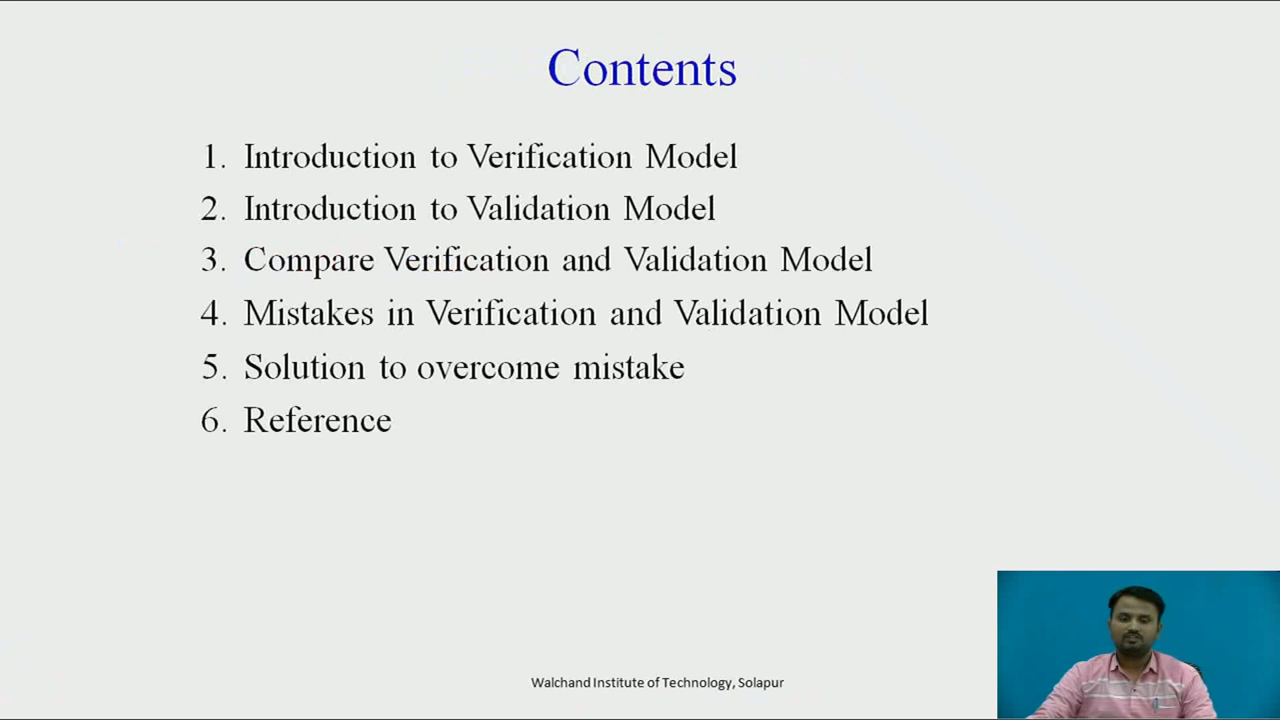 Contents
1. Introduction to Verification Model
2. Introduction to Validation Model
3. Compare Verification and Validation Model
4. Mistakes in Verification and Validation Model
5. Solution to overcome mistake
6. Reference
Walchand Institute of Technology, Solapur